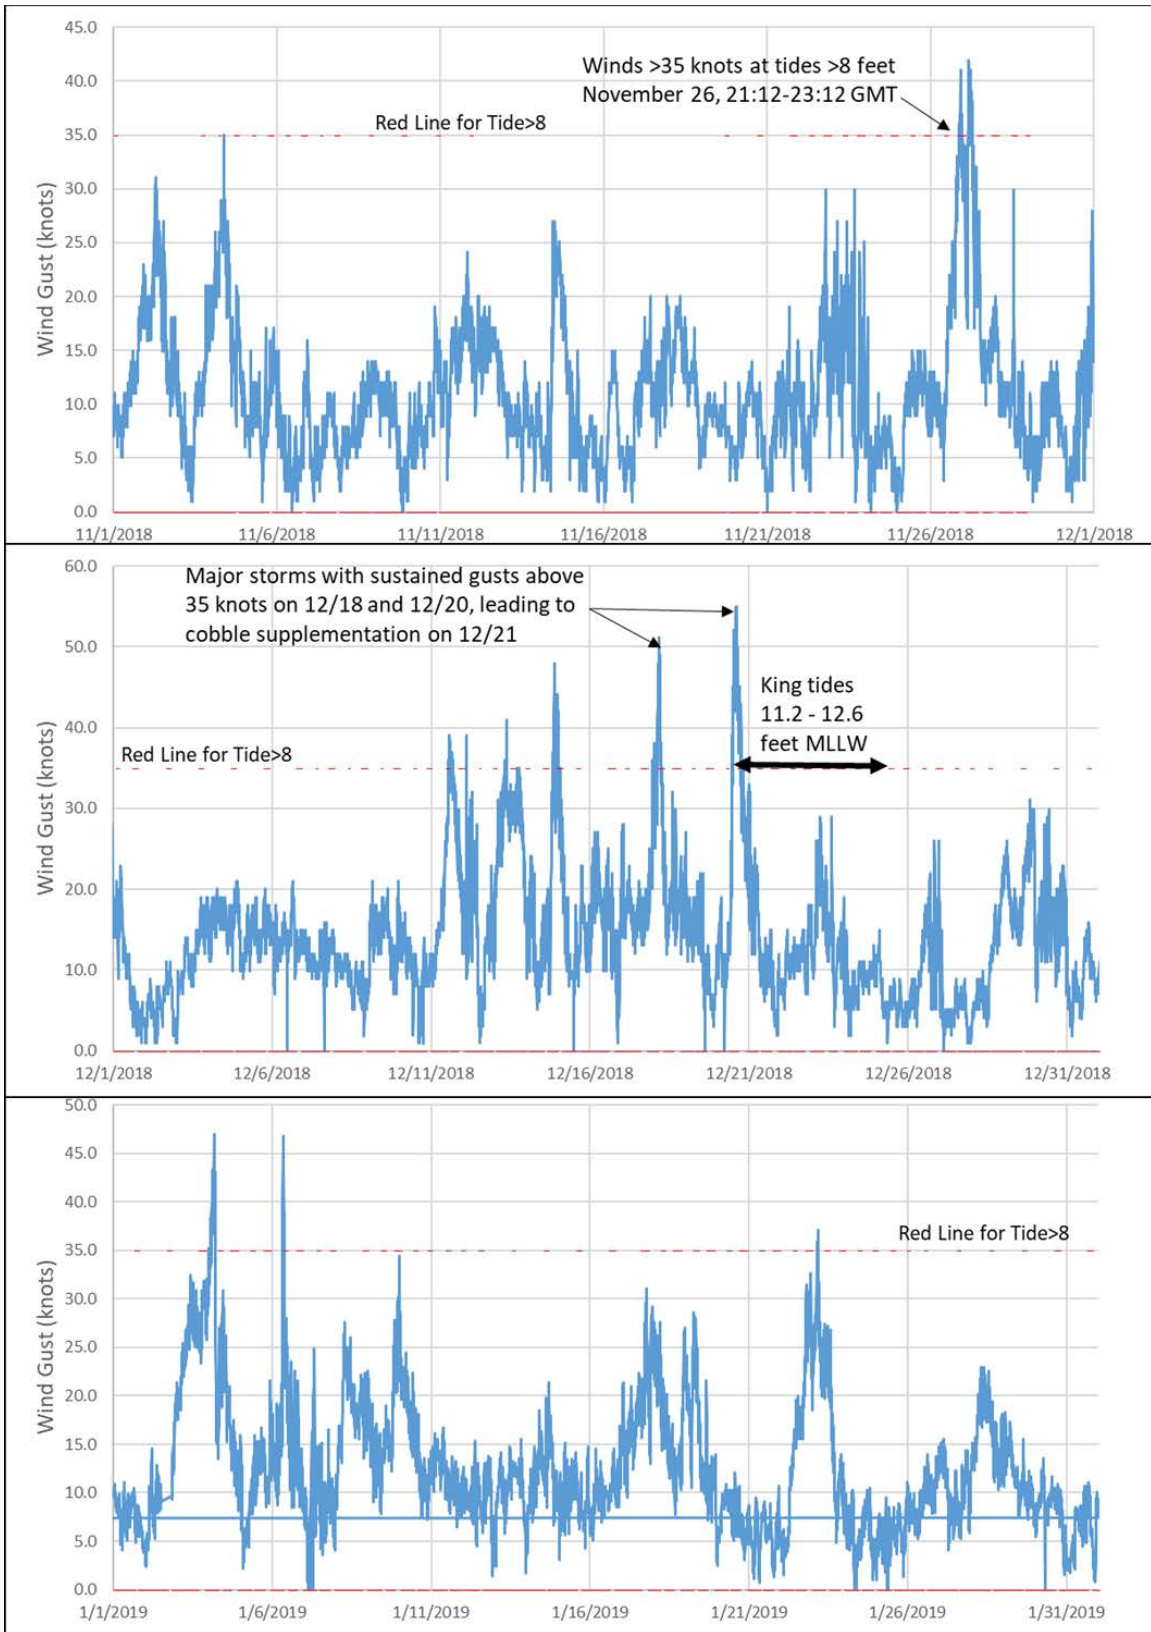 45.0
Winds >35 knots at tides >8 feet
40.0
November 26, 21:12-23:12 GMT
Red Line for Tide>8
35.0
30.0
25.0
20.0
15.0
10.0
5.0
0.0
Wind Gust (knots)
11/1/2018 11/6/2018 11/11/2018 11/16/2018 11/21/2018 11/26/2018 12/1/2018
60.0
Major storms with sustained gusts above
35 knots on 12/18 and 12/20, leading to
cobble supplementation on 12/21
50.0
King tides
11.2 - 12.6
feet MLLW
40.0
Red Line for Tide>8
30.0
20.0
10.0
0.0
Wind Gust (knots)
12/1/2018 12/6/2018 12/11/2018 12/16/2018 12/21/2018 12/26/2018 12/31/2018
50.0
45.0
40.0
Red Line for Tide>8
35.0
30.0
25.0
20.0
15.0
10.0
5.0
0.0
Wind Gust (knots)
1/1/2019 1/6/2019 1/11/2019 1/16/2019 1/21/2019 1/26/2019 1/31/2019